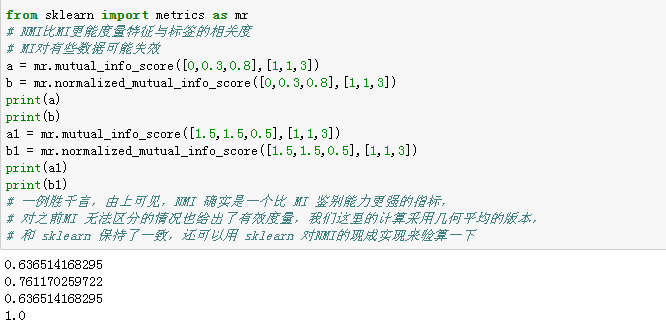 from sklearn import metrics as mr
# NMI比MI更能度量特征与标签的相关度
# MI对有些数据可能失效
a = mr.mutual_info_score([0,0.3,0.8],[1,1,3])
b = mr.normalized_mutual_info_score([0,0.3,0.8],[1,1,3])
print(a)
print(b)
a1 = mr.mutual_info_score([1.5,1.5,0.5],[1,1,3])
b1 = mr.normalized_mutual_info_score([1.5,1.5,0.5],[1,1,3])
print(a1)
print(b1)
# 一例胜千言，由上可见，NMI 确实是一个比 MI 鉴别能力更强的指标，
# 对之前MI 无法区分的情况也给出了有效度量，我们这里的计算采用几何平均的版本，
# 和 sklearn 保持了一致，还可以用 sklearn 对NMI的现成实现来验算一下
0.636514168295
0.761170259722
0.636514168295
1.0